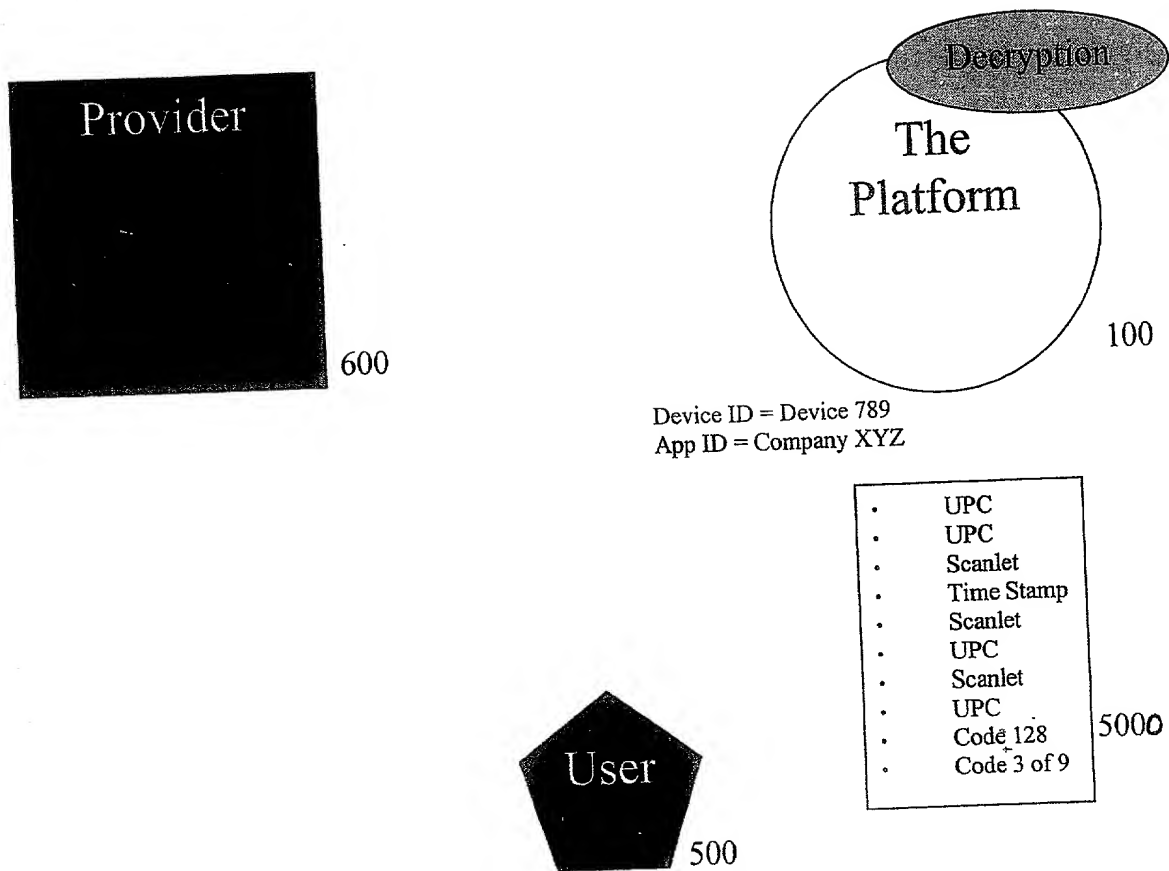 Decryption
Provider
The
Platform
600
100
Device ID = Device 789
App ID = Company XYZ
· UPC
· UPC
· Scanlet
· Time Stamp
· Scanlet
· UPC
· Scanlet
· UPC
· Code 128
· Code 3 of 9
5000
User
500